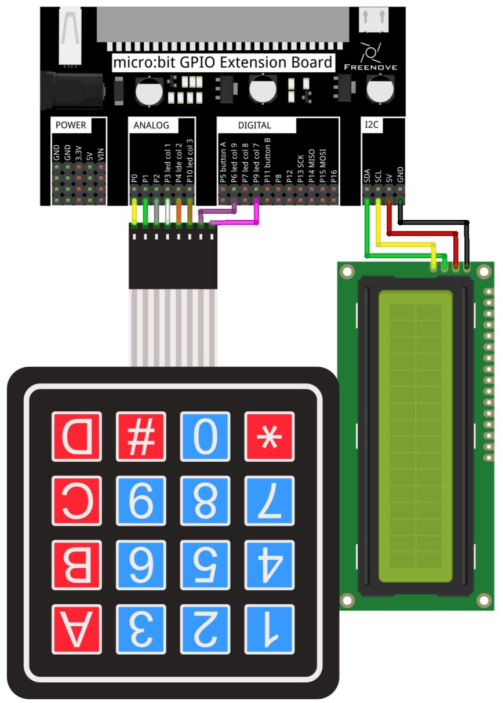 micro:bit GPIO Extension Board
FREENOVE
POWER
ANALOG
DIGITAL
I2C
GND
GND
3.3V
5V
VIN
P0
P1
P2
P3 led col 1
P4 lde col 2
P10 led col 3
P5 button A
P6 led col 9
P7 led col 8
P9 led col 7
P11 button B
P8
P12
P13 SCK
P14 MISO
P15 MOSI
P16
SDA
SCL
5V
GND
D # 0 *
C 9 8 7
B 6 5 4
A 3 2 1